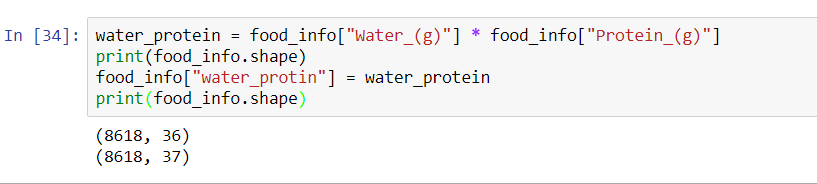 In [34]: water_protein = food_info["Water_(g)"] * food_info["Protein_(g)"]
print(food_info.shape)
food_info["water_protin"] = water_protein
print(food_info.shape)
(8618, 36)
(8618, 37)